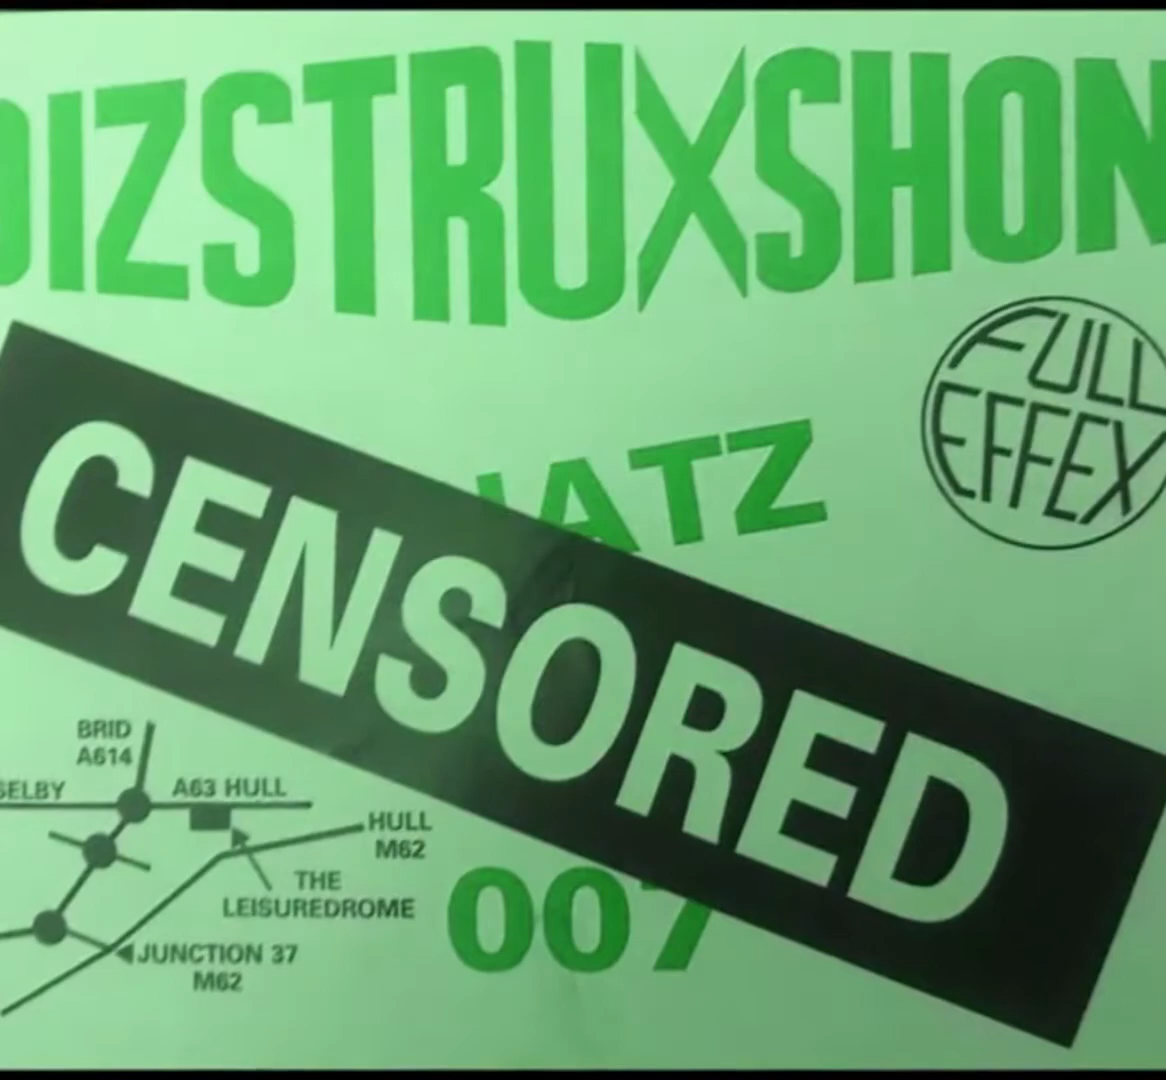 DIZSTRUXSHON
FULL
EFFEX
ATZ
CENSORED
BRID
A614
SELBY
A63 HULL
HULL
M62
THE
LEISUREDROME
JUNCTION 37
M62
007